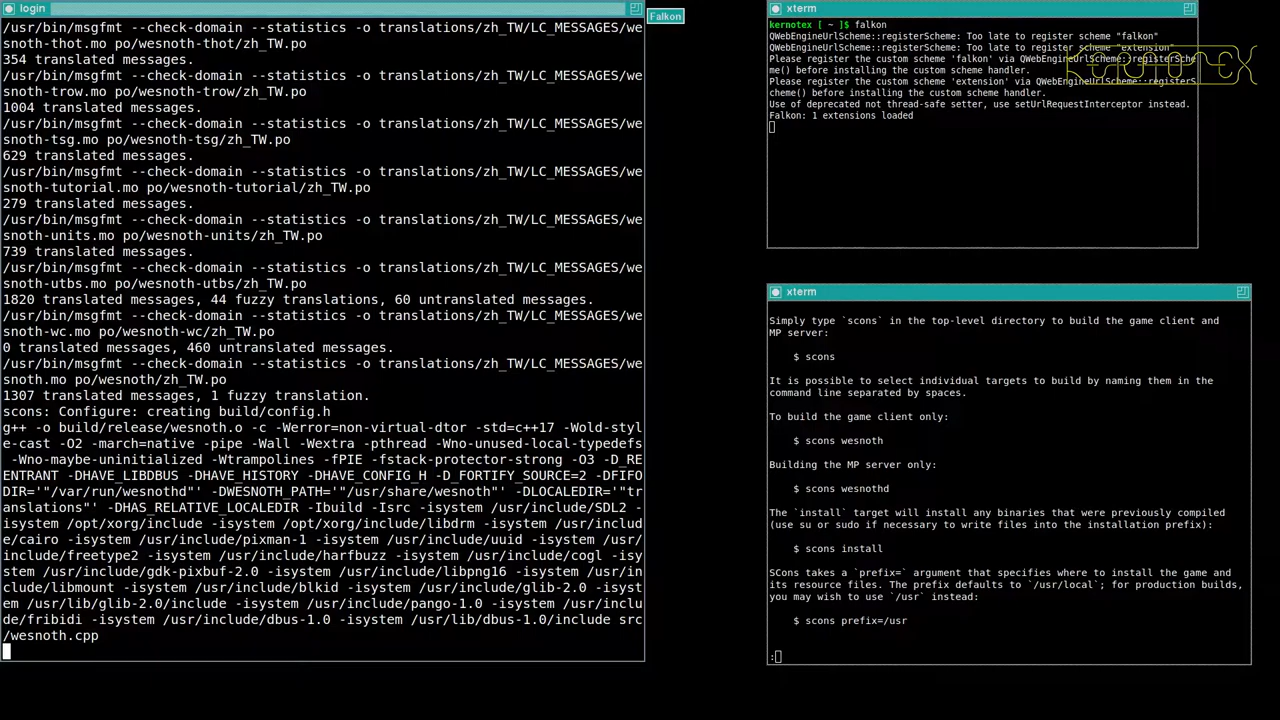 login
/usr/bin/msgfmt --check-domain --statistics -o translations/zh_TW/LC_MESSAGES/we
snoth-thot.mo po/wesnoth-thot/zh_TW.po
354 translated messages.
/usr/bin/msgfmt --check-domain --statistics -o translations/zh_TW/LC_MESSAGES/we
snoth-trow.mo po/wesnoth-trow/zh_TW.po
1004 translated messages.
/usr/bin/msgfmt --check-domain --statistics -o translations/zh_TW/LC_MESSAGES/we
snoth-tsg.mo po/wesnoth-tsg/zh_TW.po
629 translated messages.
/usr/bin/msgfmt --check-domain --statistics -o translations/zh_TW/LC_MESSAGES/we
snoth-tutorial.mo po/wesnoth-tutorial/zh_TW.po
279 translated messages.
/usr/bin/msgfmt --check-domain --statistics -o translations/zh_TW/LC_MESSAGES/we
snoth-units.mo po/wesnoth-units/zh_TW.po
739 translated messages.
/usr/bin/msgfmt --check-domain --statistics -o translations/zh_TW/LC_MESSAGES/we
snoth-utbs.mo po/wesnoth-utbs/zh_TW.po
1820 translated messages, 44 fuzzy translations, 60 untranslated messages.
/usr/bin/msgfmt --check-domain --statistics -o translations/zh_TW/LC_MESSAGES/we
snoth-wc.mo po/wesnoth-wc/zh_TW.po
0 translated messages, 460 untranslated messages.
/usr/bin/msgfmt --check-domain --statistics -o translations/zh_TW/LC_MESSAGES/we
snoth.mo po/wesnoth/zh_TW.po
1307 translated messages, 1 fuzzy translation.
scons: Configure: creating build/config.h
g++ -o build/release/wesnoth.o -c -Werror=non-virtual-dtor -std=c++17 -Wold-styl
e-cast -O2 -march=native -pipe -Wall -Wextra -pthread -Wno-unused-local-typedefs
-Wno-maybe-uninitialized -Wtrampolines -fPIE -fstack-protector-strong -O3 -D_RE
ENTRANT -DHAVE_LIBDBUS -DHAVE_HISTORY -DHAVE_CONFIG_H -D_FORTIFY_SOURCE=2 -DFIFO
DIR='"/var/run/wesnothd"' -DWESNOTH_PATH='"/usr/share/wesnoth"' -DLOCALEDIR='"tr
anslations"' -DHAS_RELATIVE_LOCALEDIR -Ibuild -Isrc -isystem /usr/include/SDL2 -
isystem /opt/xorg/include -isystem /opt/xorg/include/libdrm -isystem /usr/includ
e/cairo -isystem /usr/include/pixman-1 -isystem /usr/include/uuid -isystem /usr/
include/freetype2 -isystem /usr/include/harfbuzz -isystem /usr/include/cogl -isy
stem /usr/include/gdk-pixbuf-2.0 -isystem /usr/include/libpng16 -isystem /usr/in
clude/libmount -isystem /usr/include/blkid -isystem /usr/include/glib-2.0 -isyst
em /usr/lib/glib-2.0/include -isystem /usr/include/pango-1.0 -isystem /usr/inclu
de/fribidi -isystem /usr/include/dbus-1.0 -isystem /usr/lib/dbus-1.0/include src
/wesnoth.cpp
Falkon
xterm
kernotex [ ~ ]$ falkon
QWebEngineUrlScheme::registerScheme: Too late to register scheme "falkon"
QWebEngineUrlScheme::registerScheme: Too late to register scheme "extension"
Please register the custom scheme 'falkon' via QWebEngineUrlScheme::registerSche
me() before installing the custom scheme handler.
Please register the custom scheme 'extension' via QWebEngineUrlScheme::registerS
cheme() before installing the custom scheme handler.
Use of deprecated not thread-safe setter, use setUrlRequestInterceptor instead.
Falkon: 1 extensions loaded
KERNOTEX
xterm
Simply type `scons` in the top-level directory to build the game client and
MP server:
$ scons
It is possible to select individual targets to build by naming them in the
command line separated by spaces.
To build the game client only:
$ scons wesnoth
Building the MP server only:
$ scons wesnothd
The `install` target will install any binaries that were previously compiled
(use su or sudo if necessary to write files into the installation prefix):
$ scons install
SCons takes a `prefix=` argument that specifies where to install the game and
its resource files. The prefix defaults to `/usr/local`; for production builds,
you may wish to use `/usr` instead:
$ scons prefix=/usr
: